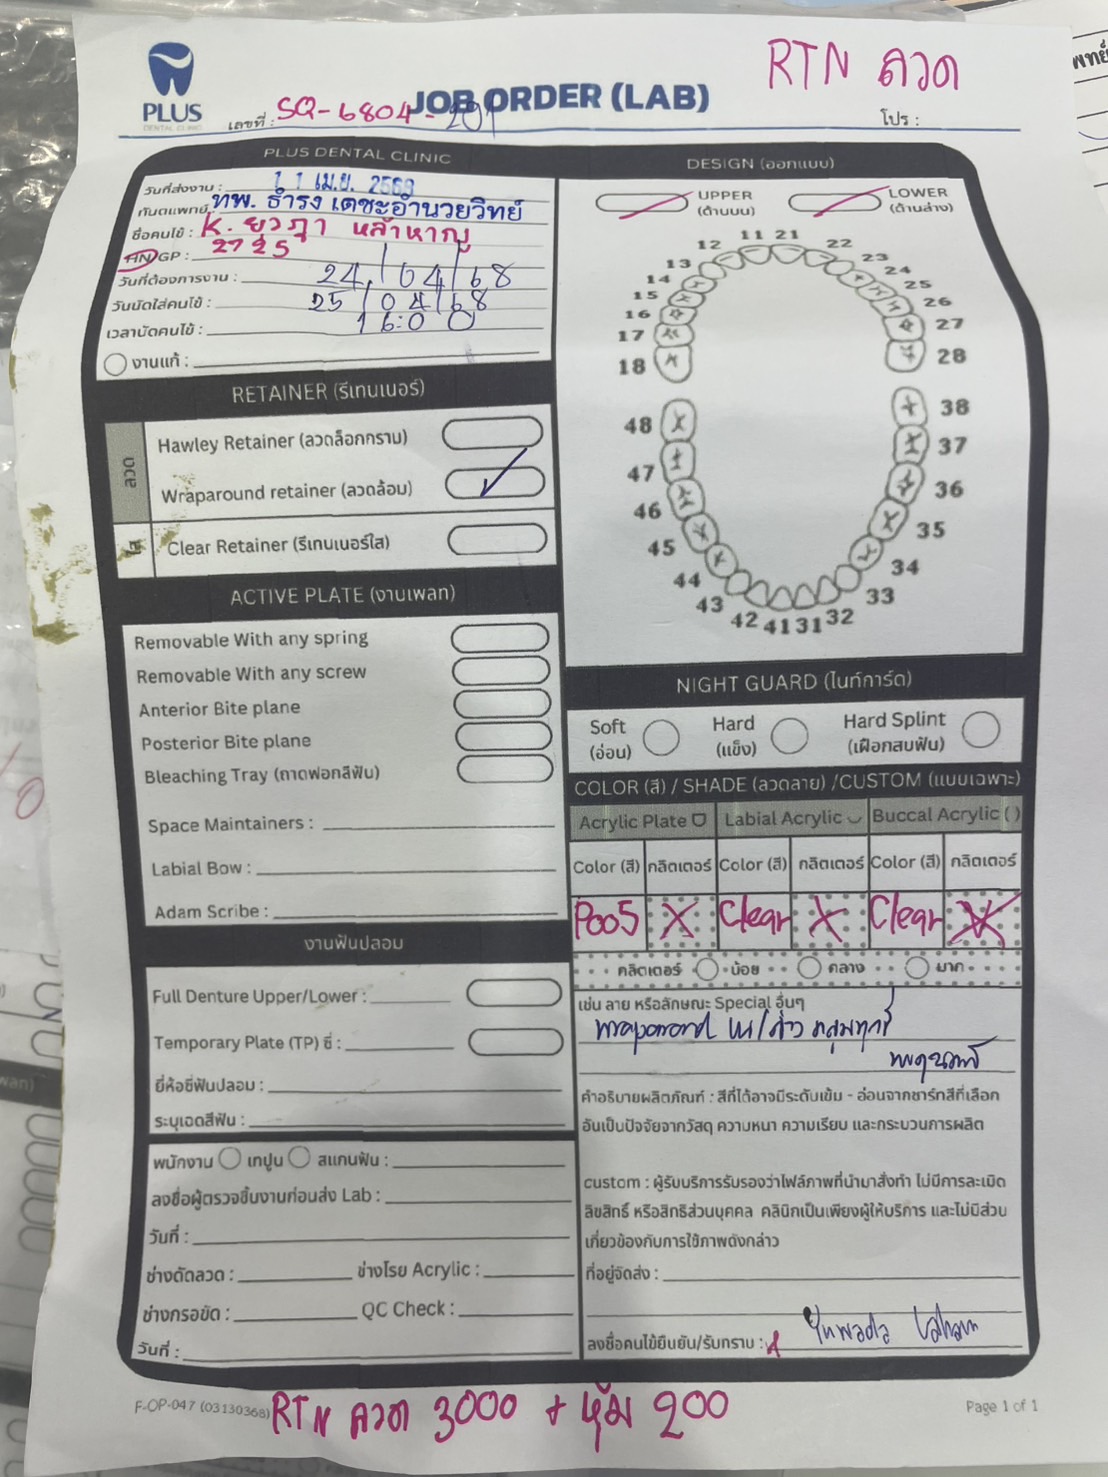 RTN ลวด
PLUS
DENTAL CLINIC
JOB ORDER (LAB)
เลขที่ : SQ-6804-201
โปร :
PLUS DENTAL CLINIC
วันที่ส่งงาน : 11 เม.ย. 2568
ทันตแพทย์ ทพ. ธำรง เดชะอำนวยวิทย์
ชื่อคนไข้ : K. ยุวภา หล้าหาญ
HN/GP : 2725
วันที่ต้องการงาน : 24/04/68
วันนัดใส่คนไข้ : 25/04/68
เวลานัดคนไข้ : 16:00
งานแก้ :
RETAINER (รีเทนเนอร์)
ลวด
Hawley Retainer (ลวดล็อกกราม)
Wraparound retainer (ลวดล้อม)
ใส
Clear Retainer (รีเทนเนอร์ใส)
ACTIVE PLATE (งานเพลท)
Removable With any spring
Removable With any screw
Anterior Bite plane
Posterior Bite plane
Bleaching Tray (ถาดฟอกสีฟัน)
Space Maintainers :
Labial Bow :
Adam Scribe :
งานฟันปลอม
Full Denture Upper/Lower :
Temporary Plate (TP) ซี่ :
ยี่ห้อซี่ฟันปลอม :
ระบุเฉดสีฟัน :
พนักงาน เทปูน สแกนฟัน :
ลงชื่อผู้ตรวจชิ้นงานก่อนส่ง Lab :
วันที่ :
ช่างดัดลวด : ช่างโรย Acrylic :
ช่างกรอขัด : QC Check :
วันที่ :
DESIGN (ออกแบบ)
UPPER (ด้านบน)
LOWER (ด้านล่าง)
11 21
12 22
13 23
14 24
15 25
16 26
17 27
18 28
48 38
47 37
46 36
45 35
44 34
43 33
42 41 31 32
NIGHT GUARD (ไนท์การ์ด)
Soft (อ่อน) Hard (แข็ง) Hard Splint (เฝือกสบฟัน)
COLOR (สี) / SHADE (ลวดลาย) /CUSTOM (แบบเฉพาะ)
Acrylic Plate Labial Acrylic Buccal Acrylic ( )
Color (สี) กลิตเตอร์ Color (สี) กลิตเตอร์ Color (สี) กลิตเตอร์
P005 X Clear X Clear X
กลิตเตอร์ น้อย กลาง มาก
เช่น ลาย หรือลักษณะ Special อื่นๆ
คำอธิบายผลิตภัณฑ์ : สีที่ได้อาจมีระดับเข้ม - อ่อนจากชาร์ทสีที่เลือก
อันเป็นปัจจัยจากวัสดุ ความหนา ความเรียบ และกระบวนการผลิต
custom : ผู้รับบริการรับรองว่าไฟล์ภาพที่นำมาสั่งทำ ไม่มีการละเมิด
ลิขสิทธิ์ หรือสิทธิส่วนบุคคล คลินิกเป็นเพียงผู้ให้บริการ และไม่มีส่วน
เกี่ยวข้องกับการใช้ภาพดังกล่าว
ที่อยู่จัดส่ง :
ลงชื่อคนไข้ยืนยัน/รับทราบ :
F-OP-047 (03130368)
RTN ลวด 3000 + หุ้ม 200
Page 1 of 1